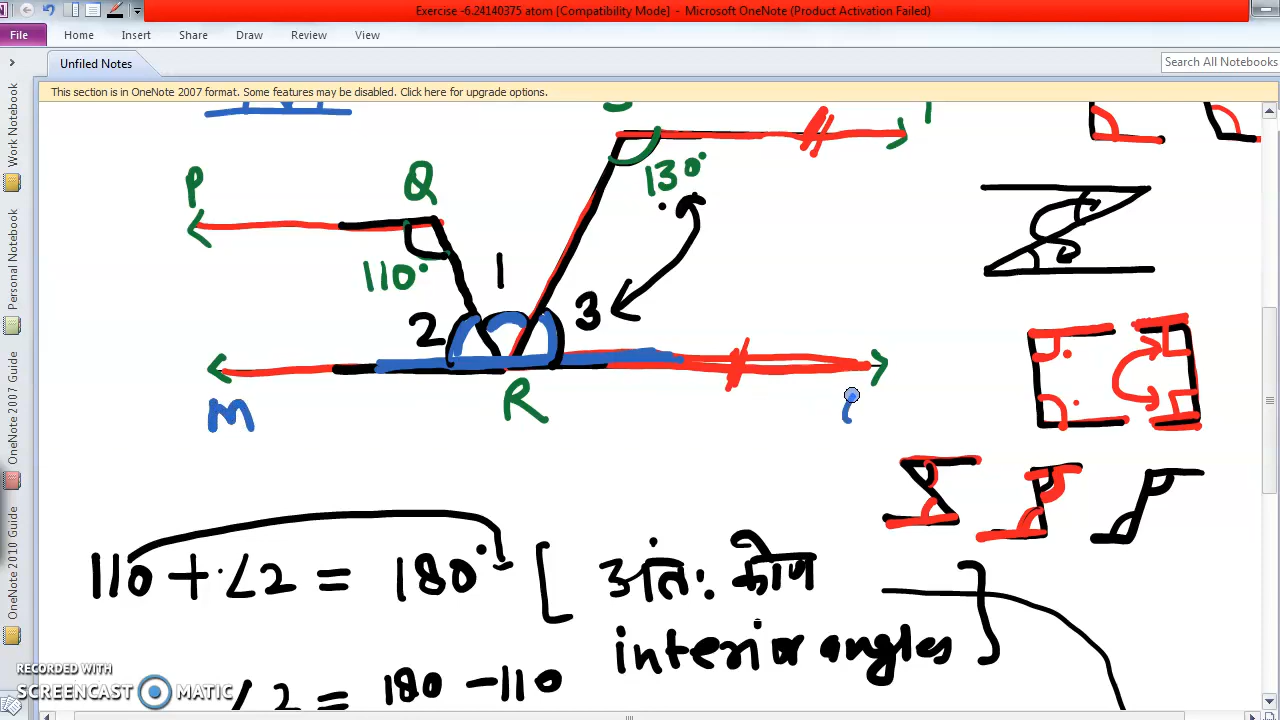 Exercise -6.24140375 atom [Compatibility Mode] - Microsoft OneNote (Product Activation Failed)
File Home Insert Share Draw Review View
Unfiled Notes
Search All Notebooks
This section is in OneNote 2007 format. Some features may be disabled. Click here for upgrade options.
Work Notebook
Personal Notebook
OneNote 2007 Guide
OneNote 2010 Guide
130°
P
Q
110°
1
2
3
R
M
110 + ∠2 = 180° [ अंतः कोण
interior angles ]
∠2 = 180 - 110
RECORDED WITH
SCREENCAST MATIC